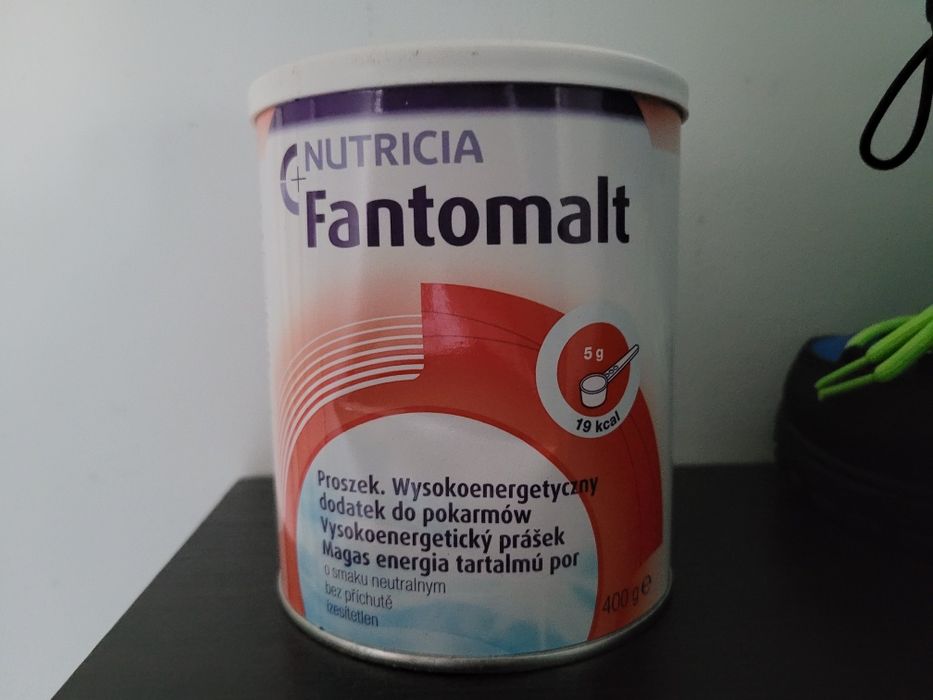 NUTRICIA
Fantomalt
5 g
19 kcal
Proszek. Wysokoenergetyczny
dodatek do pokarmów
Vysokoenergetický prášek
Magas energia tartalmú por
o smaku neutralnym
bez příchutě
ízesítetlen
400 g e